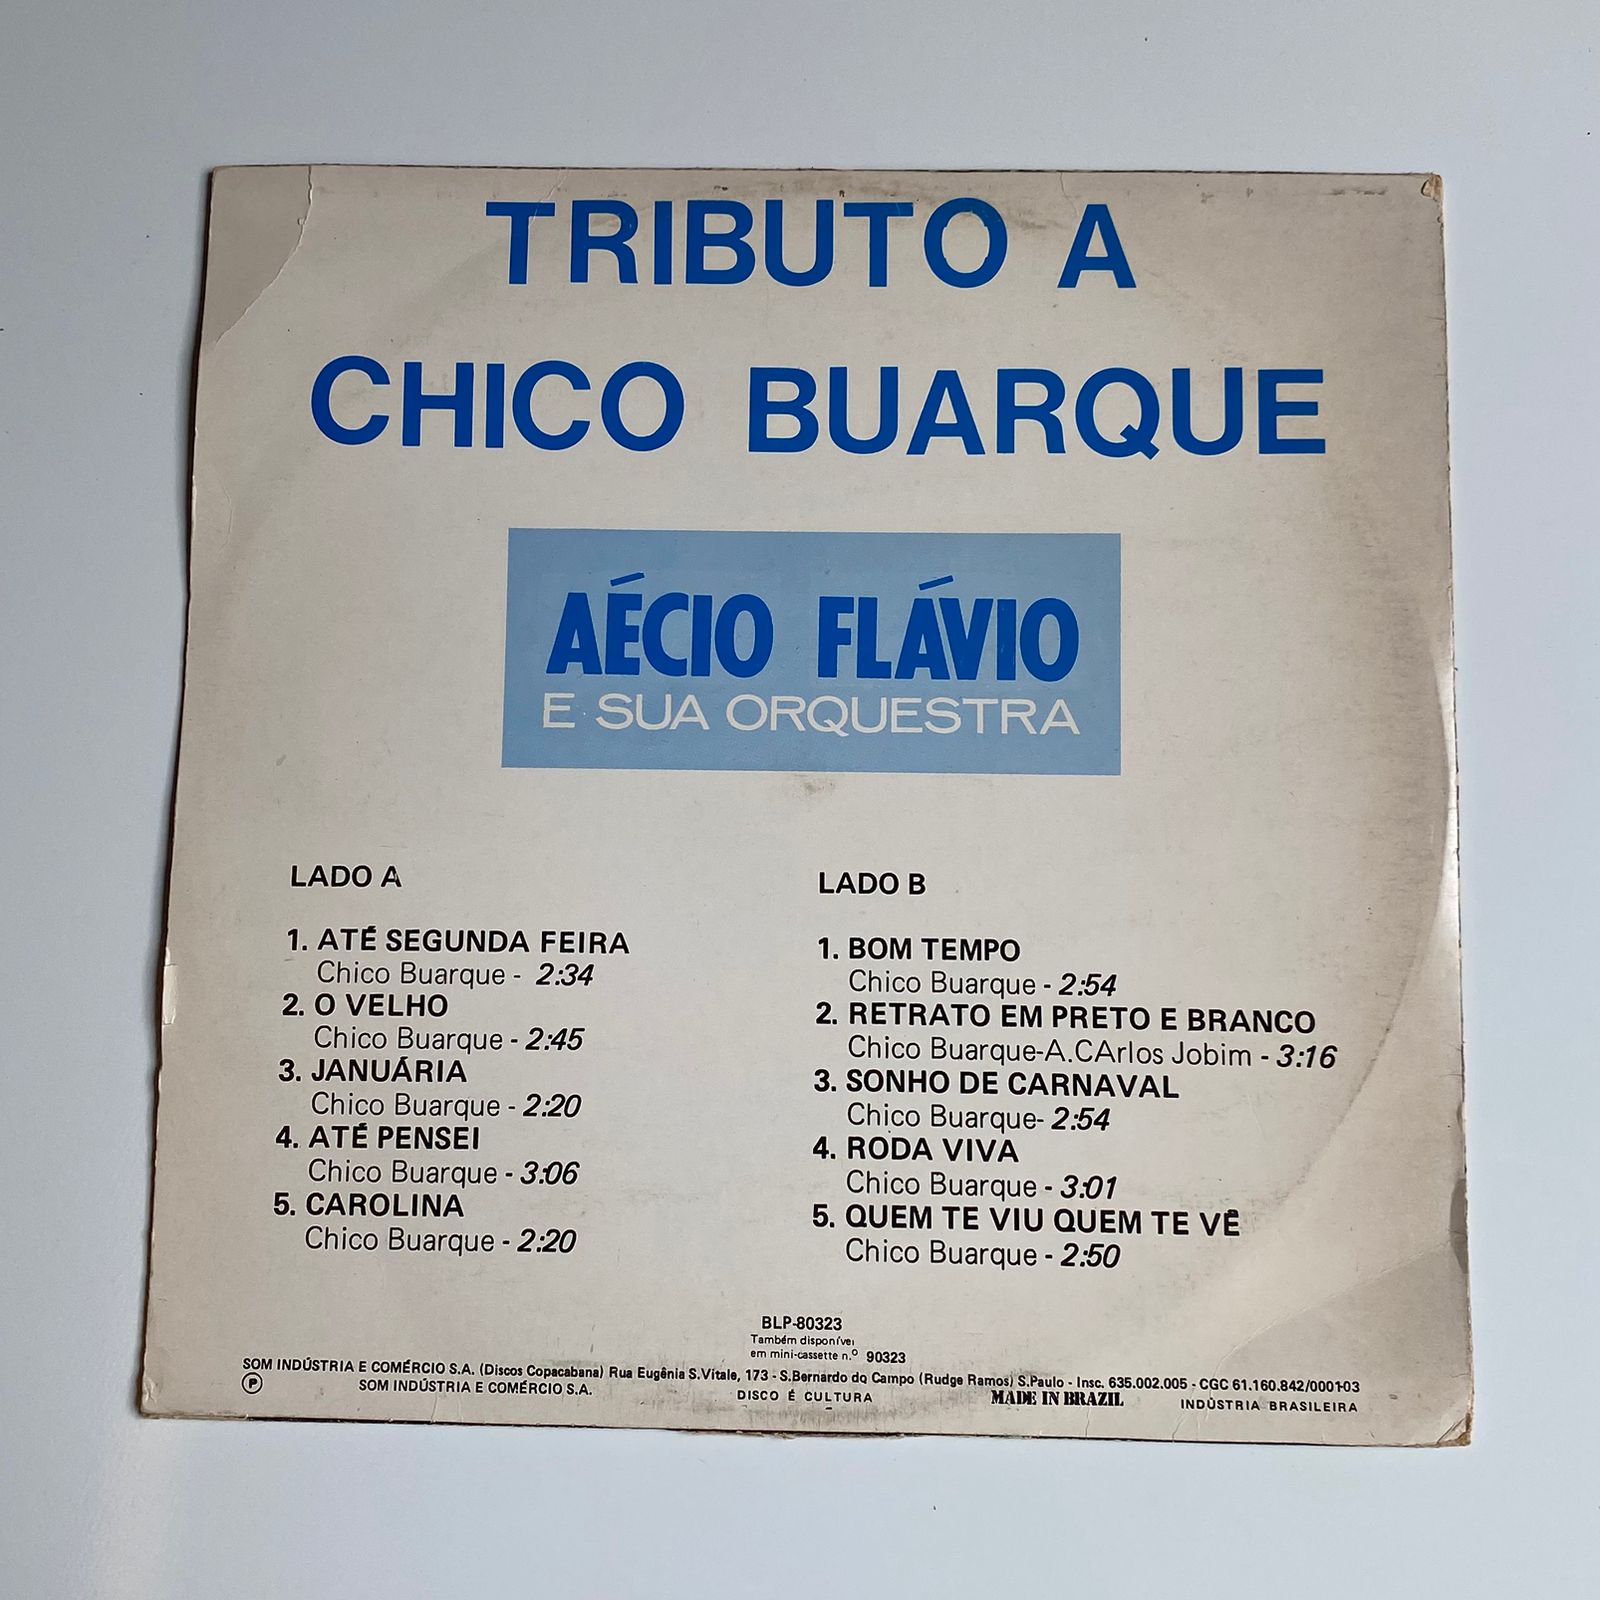 TRIBUTO A
CHICO BUARQUE
AÉCIO FLÁVIO
E SUA ORQUESTRA
LADO A
1. ATÉ SEGUNDA FEIRA
Chico Buarque - 2:34
2. O VELHO
Chico Buarque - 2:45
3. JANUÁRIA
Chico Buarque - 2:20
4. ATÉ PENSEI
Chico Buarque - 3:06
5. CAROLINA
Chico Buarque - 2:20
LADO B
1. BOM TEMPO
Chico Buarque - 2:54
2. RETRATO EM PRETO E BRANCO
Chico Buarque-A.CArlos Jobim - 3:16
3. SONHO DE CARNAVAL
Chico Buarque- 2:54
4. RODA VIVA
Chico Buarque - 3:01
5. QUEM TE VIU QUEM TE VÊ
Chico Buarque - 2:50
BLP-80323
Também disponível
em mini-cassette n.º 90323
SOM INDÚSTRIA E COMÉRCIO S.A. (Discos Copacabana) Rua Eugênia S.Vitale, 173 - S.Bernardo do Campo (Rudge Ramos) S.Paulo - Insc. 635.002.005 - CGC 61.160.842/0001-03
Ⓟ SOM INDÚSTRIA E COMÉRCIO S.A. DISCO É CULTURA MADE IN BRAZIL INDÚSTRIA BRASILEIRA